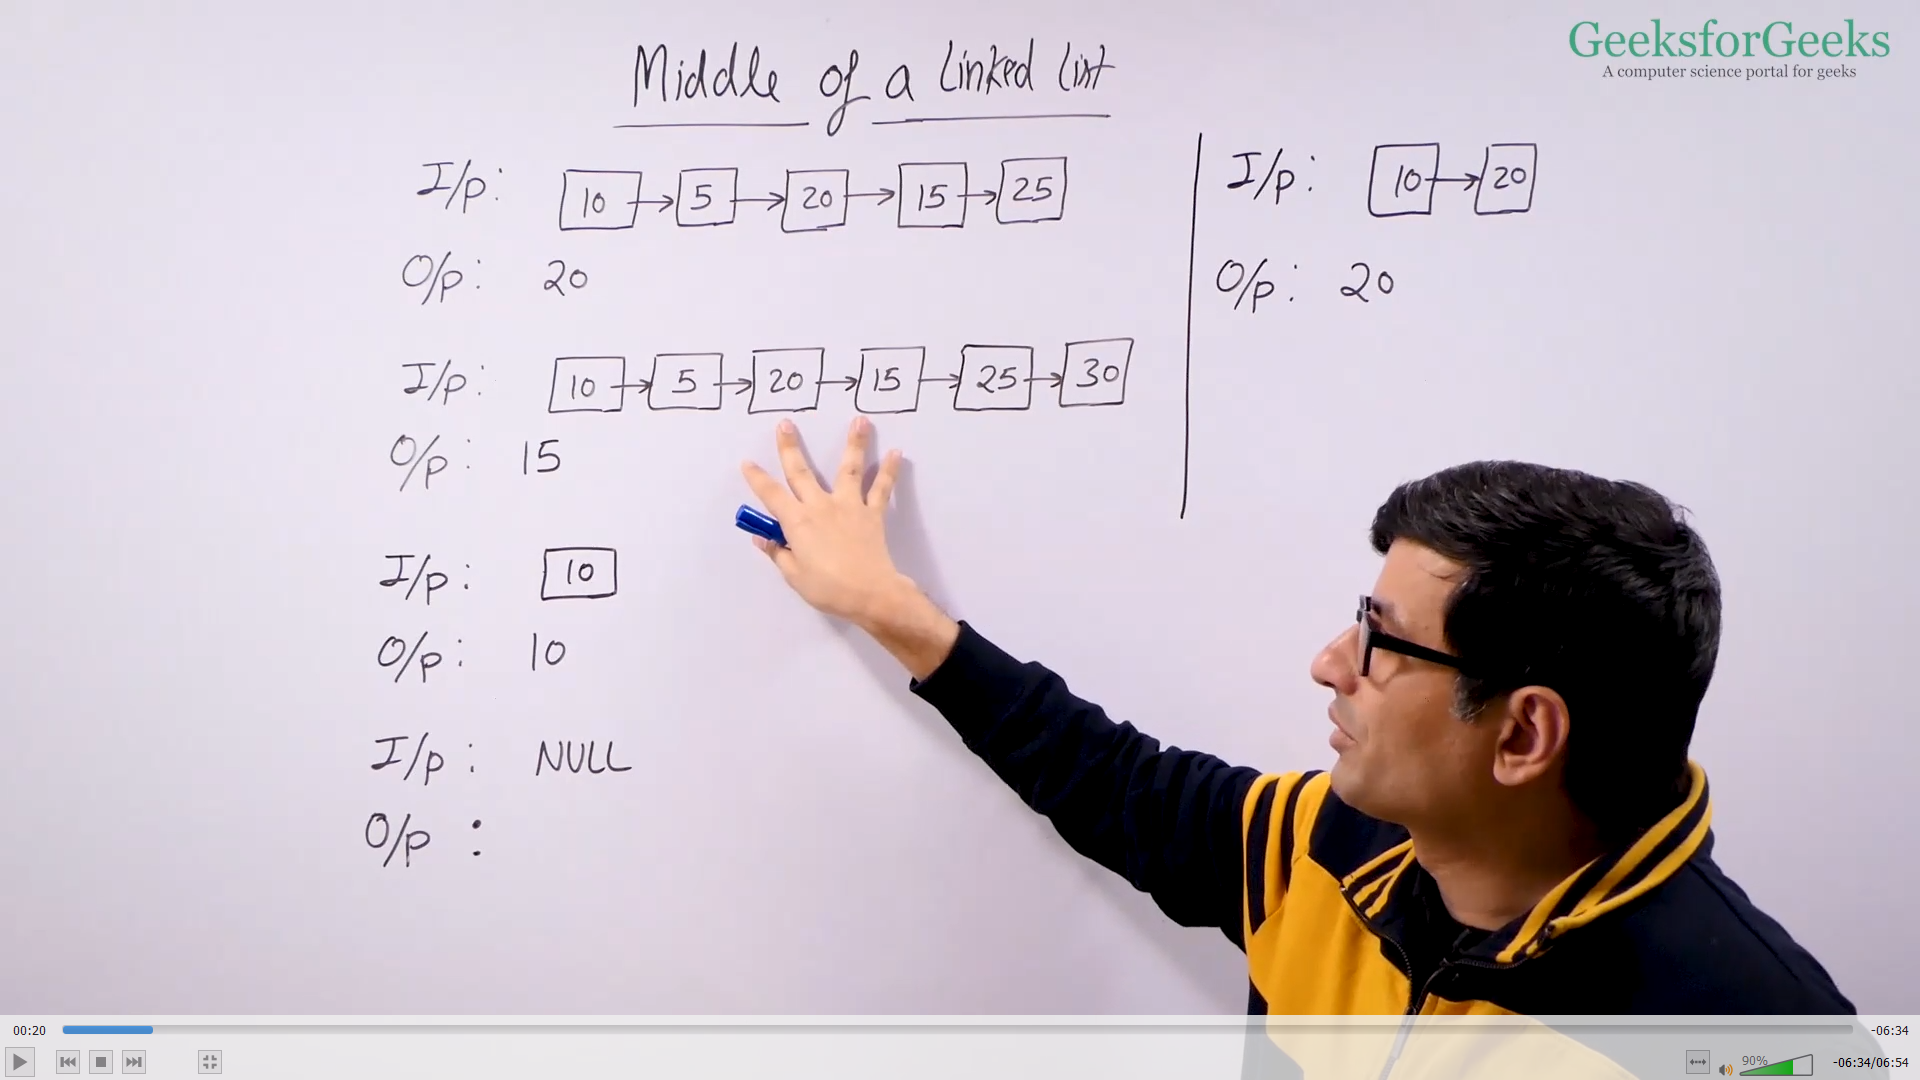 GeeksforGeeks
A computer science portal for geeks
Middle of a Linked List
I/p: 10 5 20 15 25
O/p: 20
I/p: 10 5 20 15 25 30
O/p: 15
I/p: 10
O/p: 10
I/p: NULL
O/p :
I/p: 10 20
O/p: 20
00:20
-06:34
90%
-06:34/06:54